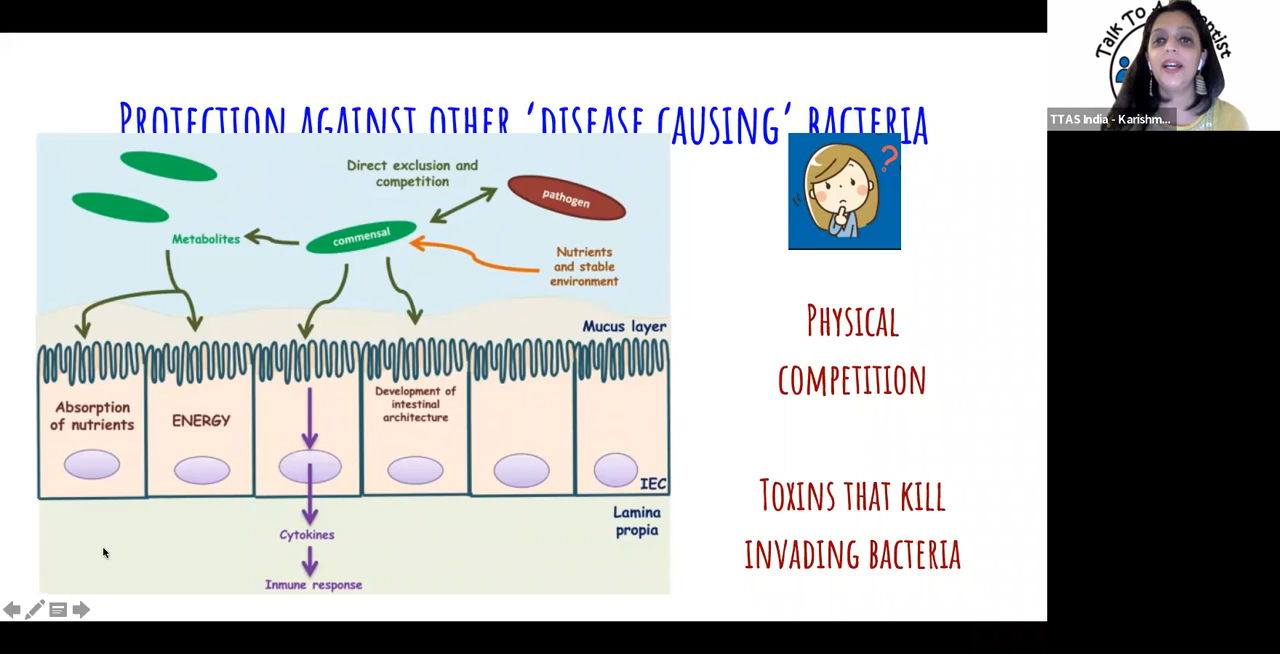 PROTECTION AGAINST OTHER ‘DISEASE CAUSING’ BACTERIA
Direct exclusion and
competition
pathogen
commensal
Metabolites
Nutrients
and stable
environment
Mucus layer
Absorption
of nutrients
ENERGY
Development of
intestinal
architecture
IEC
Lamina
propia
Cytokines
Inmune response
?
PHYSICAL
COMPETITION
TOXINS THAT KILL
INVADING BACTERIA
Talk To
TTAS India - Karishm...